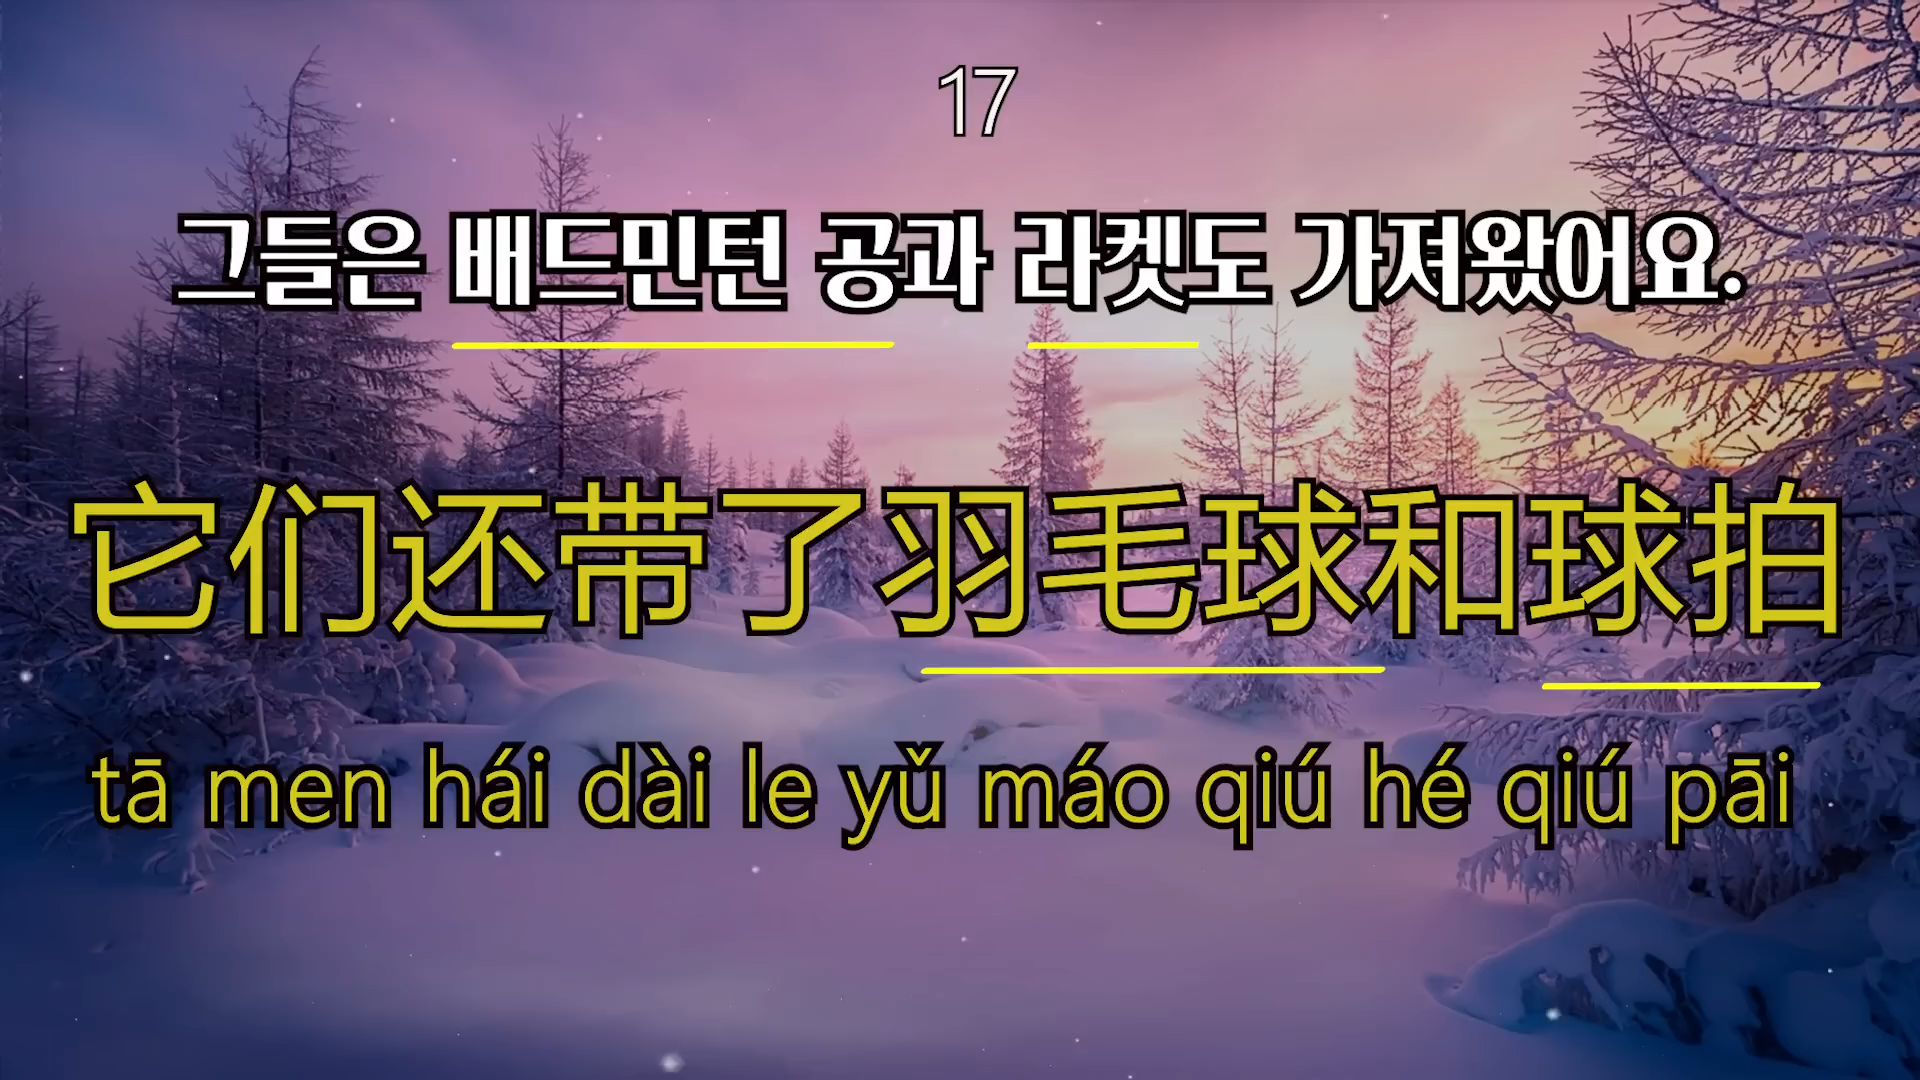 17
그들은 배드민턴 공과 라켓도 가져왔어요.
它们还带了羽毛球和球拍
tā men hái dài le yǔ máo qiú hé qiú pāi